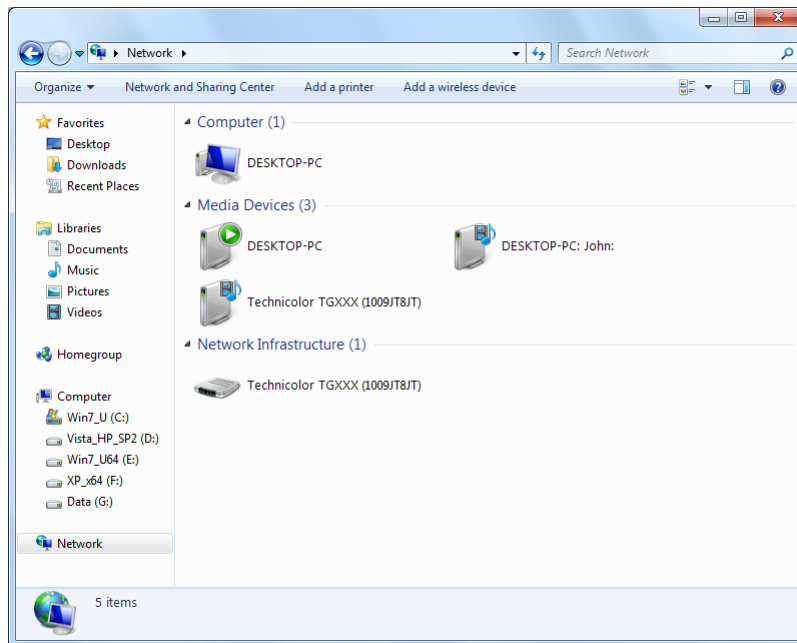 Network
Search Network
Organize
Network and Sharing Center
Add a printer
Add a wireless device
Favorites
Desktop
Downloads
Recent Places
Libraries
Documents
Music
Pictures
Videos
Homegroup
Computer
Win7_U (C:)
Vista_HP_SP2 (D:)
Win7_U64 (E:)
XP_x64 (F:)
Data (G:)
Network
Computer (1)
DESKTOP-PC
Media Devices (3)
DESKTOP-PC
DESKTOP-PC: John:
Technicolor TGXXX (1009JT8JT)
Network Infrastructure (1)
Technicolor TGXXX (1009JT8JT)
5 items